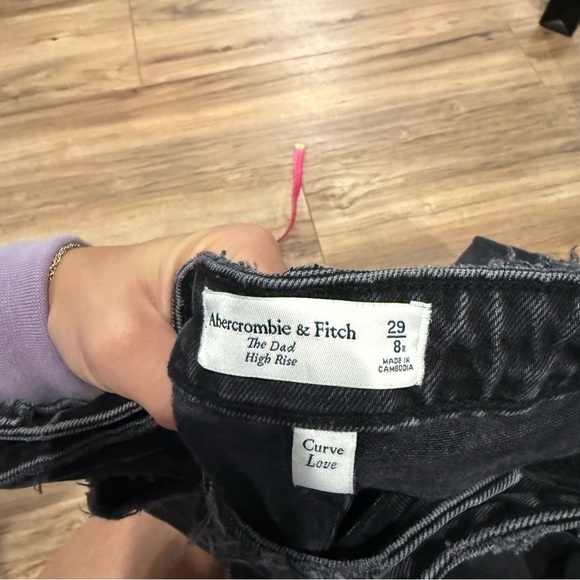 Abercrombie & Fitch
The Dad
High Rise
29
8R
MADE IN
CAMBODIA
Curve
Love